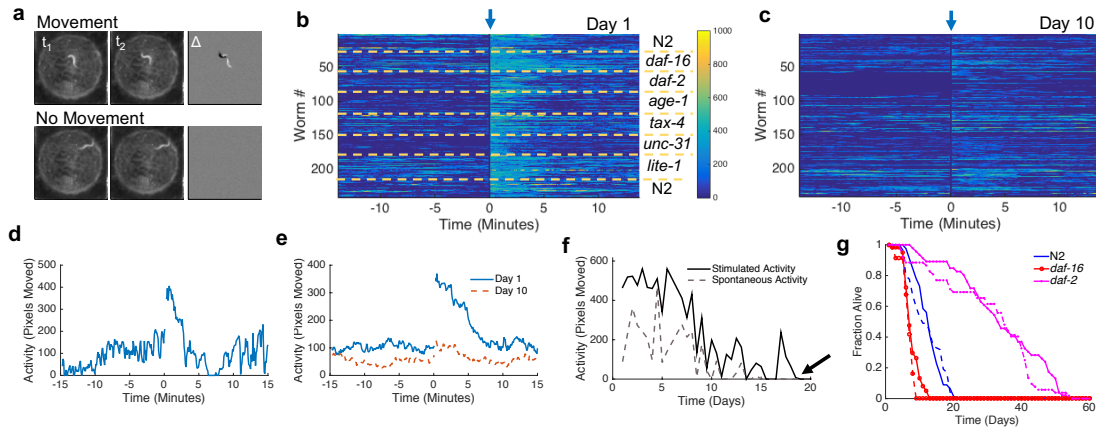 a
Movement
t1
t2
Δ
No Movement
b
Day 1
Worm #
50
100
150
200
-10
-5
0
5
10
Time (Minutes)
1000
800
600
400
200
0
N2
daf-16
daf-2
age-1
tax-4
unc-31
lite-1
N2
c
Day 10
Worm #
50
100
150
200
-10
-5
0
5
10
Time (Minutes)
d
Activity (Pixels Moved)
500
400
300
200
100
0
-15
-10
-5
0
5
10
15
Time (Minutes)
e
Activity (Pixels Moved)
400
300
200
100
0
Day 1
Day 10
-15
-10
-5
0
5
10
15
Time (Minutes)
f
Activity (Pixels Moved)
600
400
200
0
Stimulated Activity
Spontaneous Activity
0
5
10
15
20
Time (Days)
g
Fraction Alive
1
0.8
0.6
0.4
0.2
0
N2
daf-16
daf-2
0
20
40
60
Time (Days)